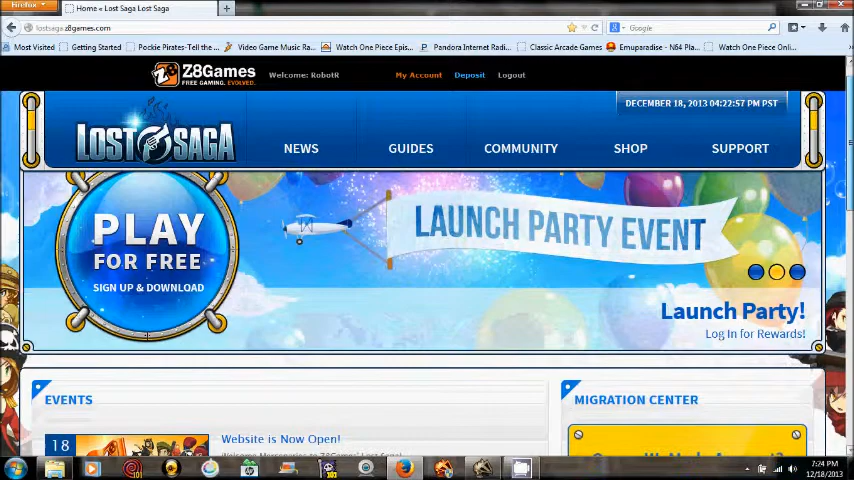 Firefox
Home « Lost Saga Lost Saga
lostsaga.z8games.com
Google
Most Visited
Getting Started
Pockie Pirates-Tell the ...
Video Game Music Ra...
Watch One Piece Epis...
Pandora Internet Radi...
Classic Arcade Games
Emuparadise - N64 Pla...
Watch One Piece Onli...
Z8Games
FREE GAMING. EVOLVED.
Welcome: RobotR
My Account
Deposit
Logout
DECEMBER 18, 2013 04:22:57 PM PST
LOST SAGA
NEWS
GUIDES
COMMUNITY
SHOP
SUPPORT
PLAY
FOR FREE
SIGN UP & DOWNLOAD
LAUNCH PARTY EVENT
Launch Party!
Log In for Rewards!
EVENTS
MIGRATION CENTER
18
Website is Now Open!
7:24 PM
12/18/2013